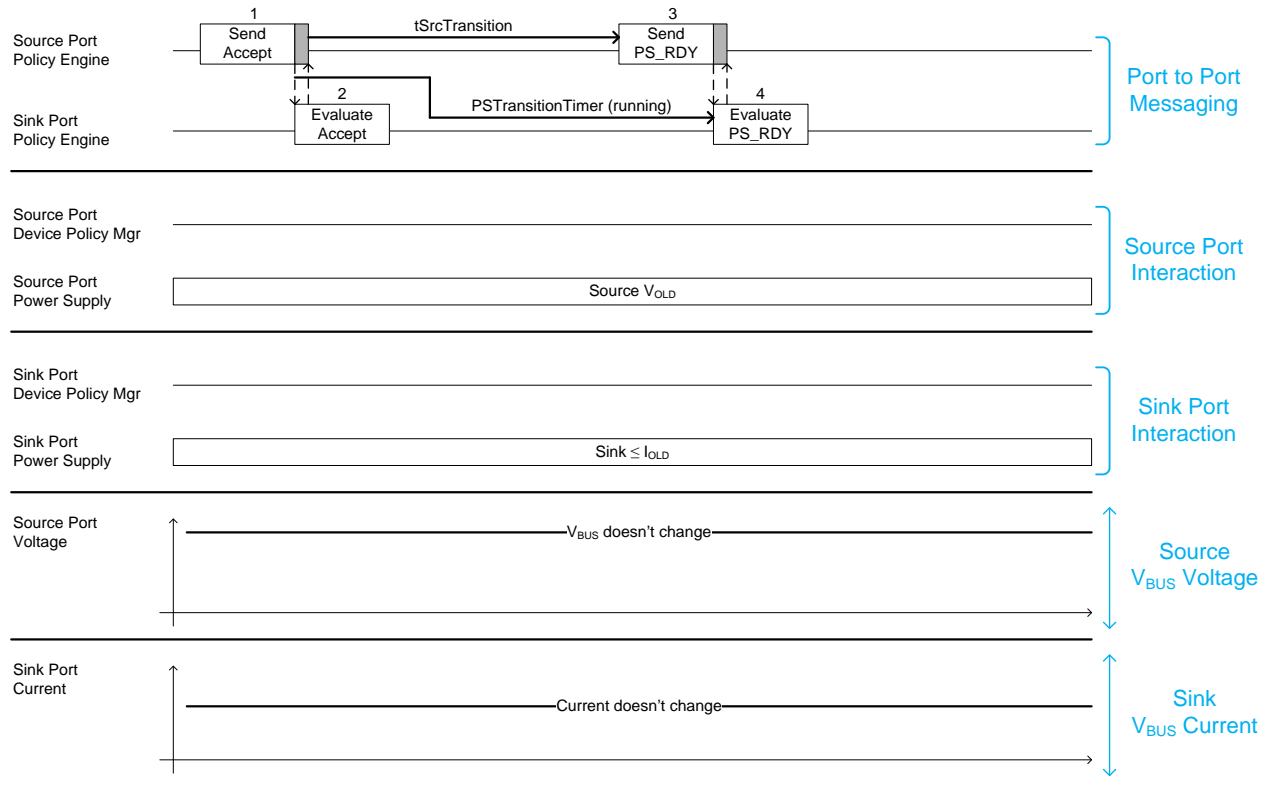 1
3
Send
Accept
tSrcTransition
Send
PS_RDY
Source Port
Policy Engine
Port to Port
Messaging
2
4
Evaluate
Accept
PSTransitionTimer (running)
Evaluate
PS_RDY
Sink Port
Policy Engine
Source Port
Device Policy Mgr
Source Port
Interaction
Source Port
Power Supply
Source VOLD
Sink Port
Device Policy Mgr
Sink Port
Interaction
Sink Port
Power Supply
Sink ≤ IOLD
Source Port
Voltage
VBUS doesn’t change
Source
VBUS Voltage
Sink Port
Current
Current doesn’t change
Sink
VBUS Current